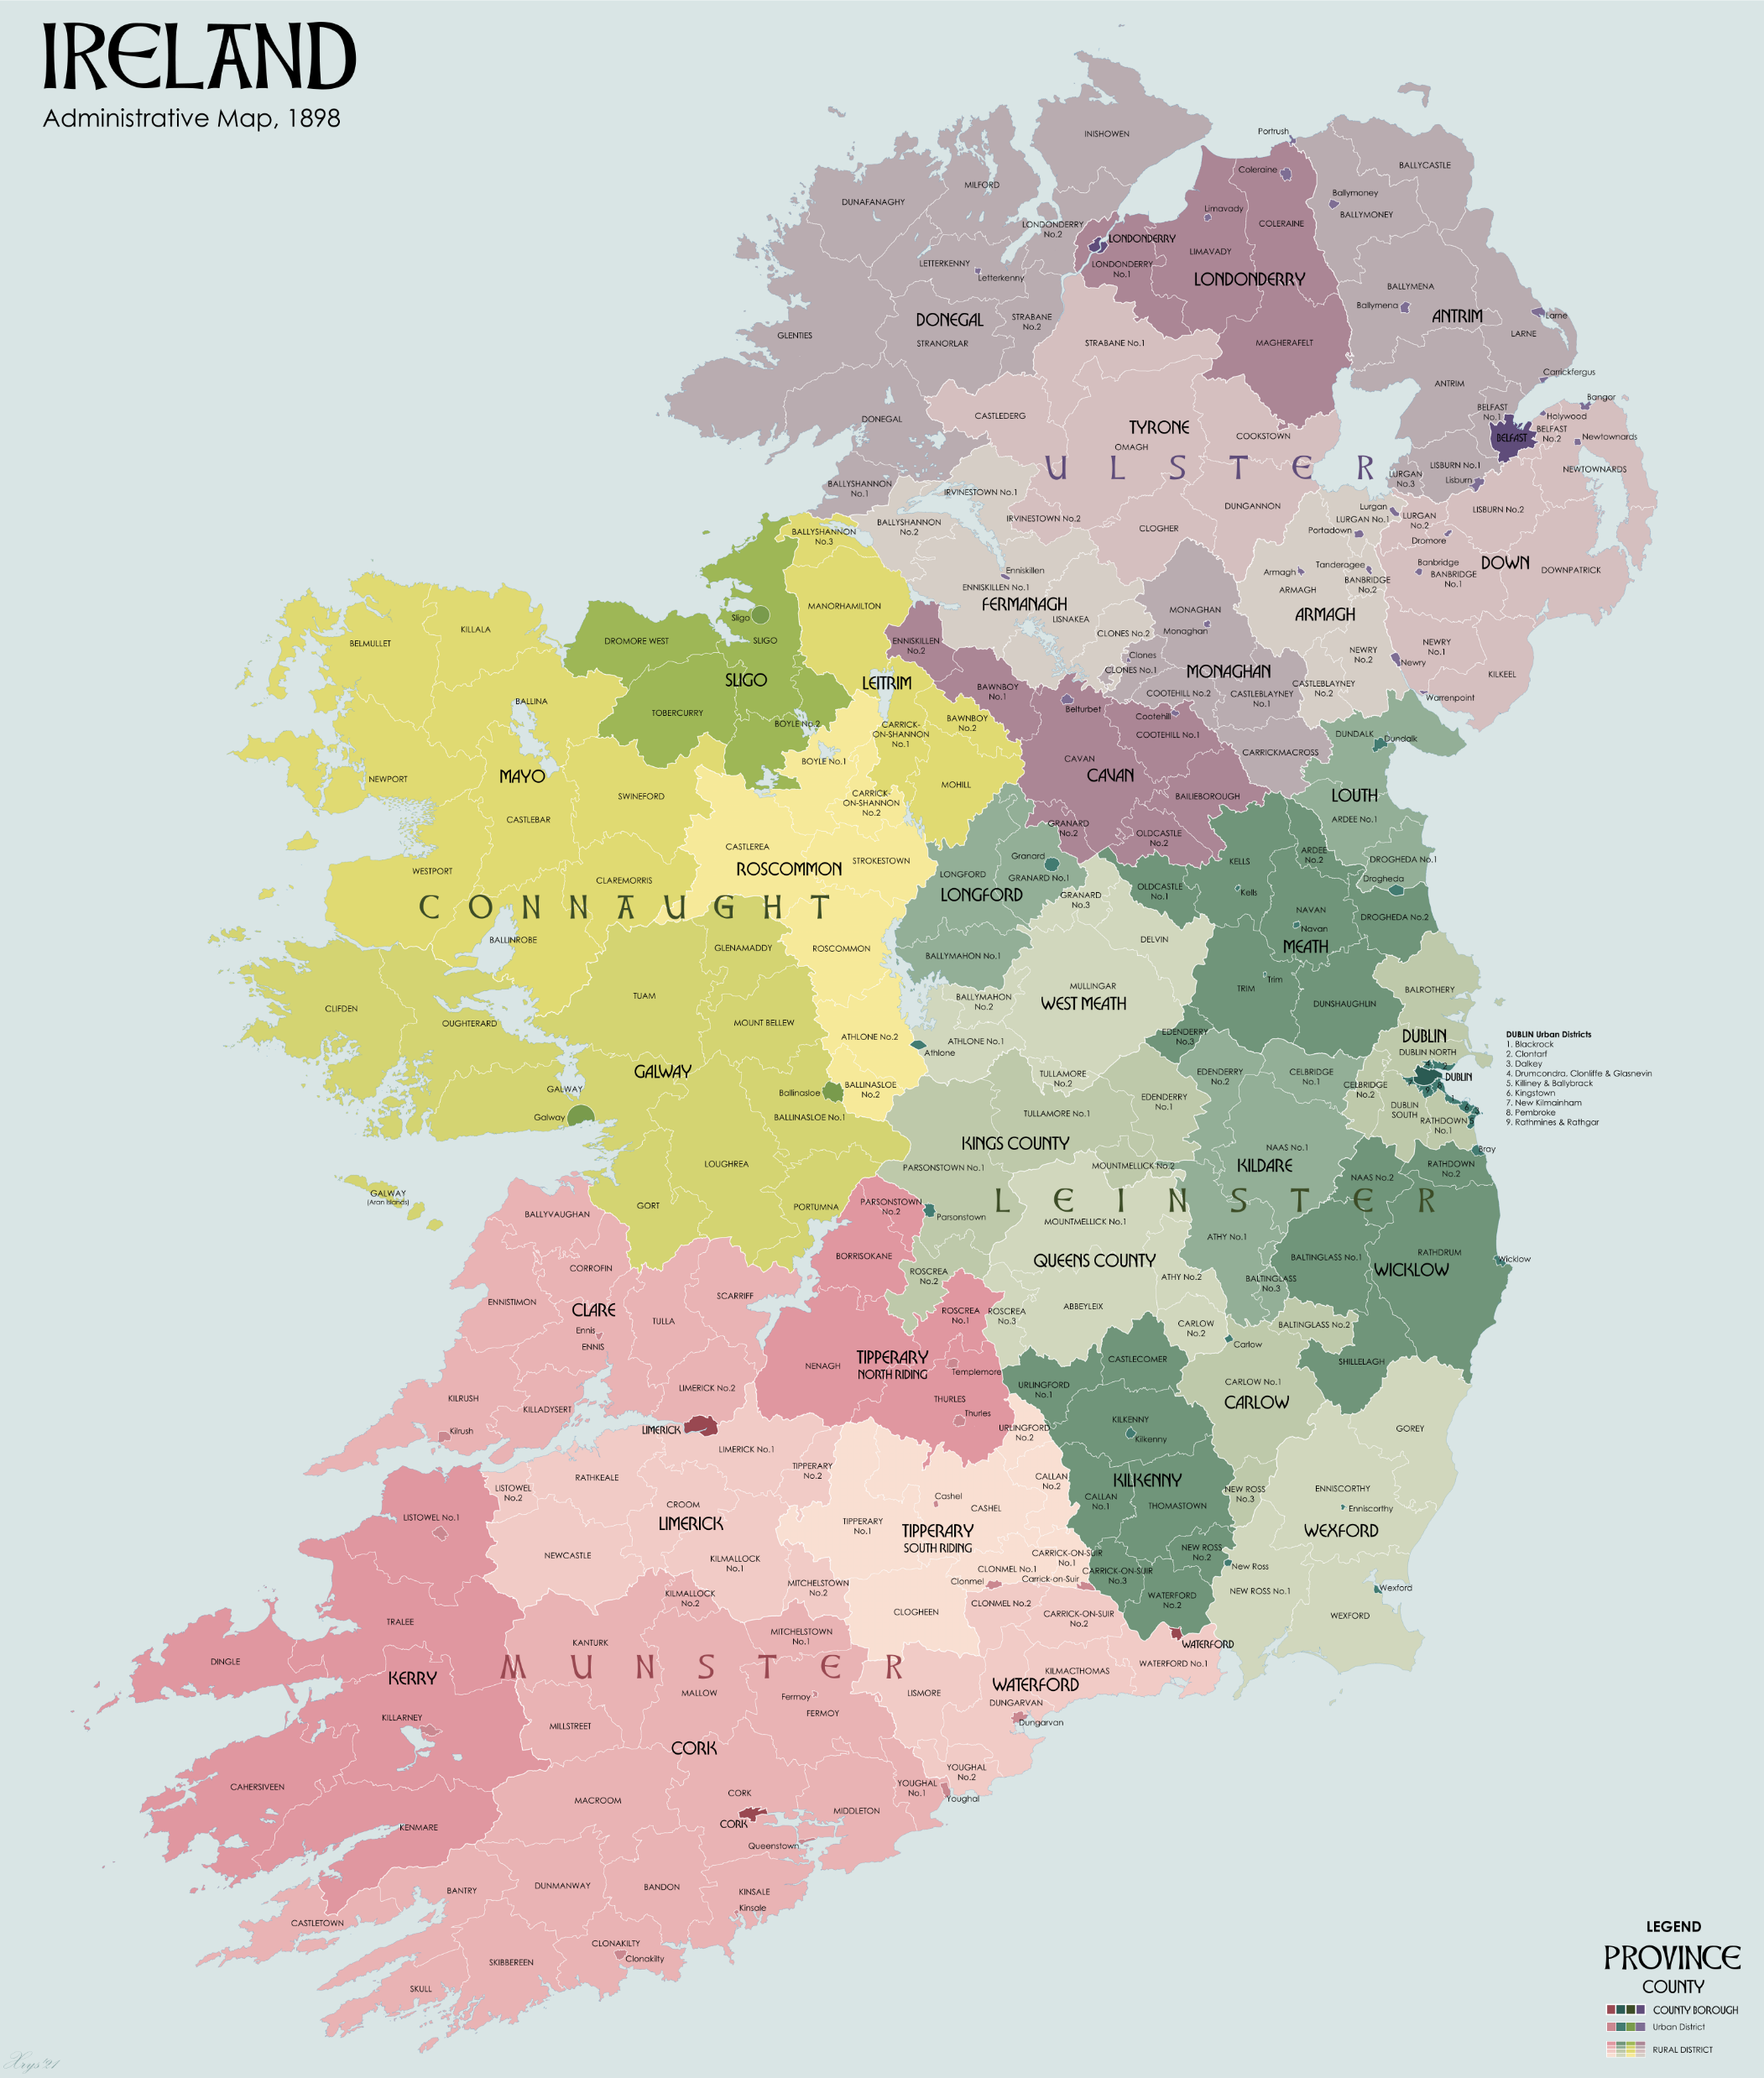 IRELAND
Administrative Map, 1898
INISHOWEN
Portrush
BALLYCASTLE
Coleraine
MILFORD
DUNAFANAGHY
Ballymoney
BALLYMONEY
Limavady
COLERAINE
LONDONDERRY
No.2
LONDONDERRY
LIMAVADY
LETTERKENNY
Letterkenny
LONDONDERRY
No.1
LONDONDERRY
BALLYMENA
Ballymena
ANTRIM
Larne
LARNE
DONEGAL
STRABANE
No.2
GLENTIES
STRANORLAR
STRABANE No.1
MAGHERAFELT
Carrickfergus
ANTRIM
Bangor
BELFAST
No.1
Holywood
DONEGAL
CASTLEDERG
TYRONE
OMAGH
COOKSTOWN
BELFAST
BELFAST
No.2
Newtownards
ULSTER
LISBURN No.1
NEWTOWNARDS
LURGAN
No.3
Lisburn
BALLYSHANNON
No.1
IRVINESTOWN No.1
IRVINESTOWN No.2
CLOGHER
DUNGANNON
Lurgan
LURGAN No.1
LURGAN
No.2
LISBURN No.2
BALLYSHANNON
No.2
BALLYSHANNON
No.3
Portadown
Dromore
Enniskillen
ENNISKILLEN No.1
Armagh
Tanderagee
BANBRIDGE
No.2
Banbridge
BANBRIDGE
No.1
DOWN
DOWNPATRICK
ARMAGH
MANORHAMILTON
FERMANAGH
LISNAKEA
MONAGHAN
Monaghan
ARMAGH
Sligo
SLIGO
DROMORE WEST
KILLALA
BELMULLET
ENNISKILLEN
No.2
CLONES No.2
Clones
CLONES No.1
NEWRY
No.1
NEWRY
No.2
Newry
KILKEEL
MONAGHAN
SLIGO
LEITRIM
BAWNBOY
No.1
COOTEHILL No.2
CASTLEBLAYNEY
No.1
CASTLEBLAYNEY
No.2
Warrenpoint
BALLINA
TOBERCURRY
BOYLE No.2
CARRICK-
ON-SHANNON
No.1
BAWNBOY
No.2
Belturbet
Cootehill
COOTEHILL No.1
DUNDALK
Dundalk
CARRICKMACROSS
NEWPORT
MAYO
BOYLE No.1
CAVAN
CAVAN
MOHILL
BAILIEBOROUGH
LOUTH
SWINEFORD
CARRICK-
ON-SHANNON
No.2
CASTLEBAR
GRANARD
No.2
OLDCASTLE
No.2
ARDEE No.1
CASTLEREA
STROKESTOWN
ROSCOMMON
Granard
GRANARD No.1
KELLS
ARDEE
No.2
DROGHEDA No.1
Drogheda
WESTPORT
CLAREMORRIS
LONGFORD
LONGFORD
OLDCASTLE
No.1
Kells
GRANARD
No.3
CONNAUGHT
NAVAN
Navan
DROGHEDA No.2
BALLINROBE
GLENAMADDY
ROSCOMMON
DELVIN
MEATH
BALLYMAHON No.1
MULLINGAR
TRIM
Trim
BALROTHERY
TUAM
BALLYMAHON
No.2
WEST MEATH
DUNSHAUGHLIN
CLIFDEN
OUGHTERARD
MOUNT BELLEW
ATHLONE No.2
ATHLONE No.1
Athlone
EDENDERRY
No.3
DUBLIN
DUBLIN NORTH
DUBLIN
DUBLIN Urban Districts
1. Blackrock
2. Clontarf
3. Dalkey
4. Drumcondra, Clonliffe & Glasnevin
5. Killiney & Ballybrack
6. Kingstown
7. New Kilmainham
8. Pembroke
9. Rathmines & Rathgar
GALWAY
GALWAY
Galway
Ballinasloe
BALLINASLOE
No.2
BALLINASLOE No.1
TULLAMORE
No.2
EDENDERRY
No.2
CELBRIDGE
No.1
CELBRIDGE
No.2
TULLAMORE No.1
EDENDERRY
No.1
DUBLIN
SOUTH
RATHDOWN
No.1
KINGS COUNTY
NAAS No.1
Bray
LOUGHREA
PARSONSTOWN No.1
MOUNTMELLICK No.2
KILDARE
NAAS No.2
RATHDOWN
No.2
GALWAY
(Aran Islands)
GORT
PORTUMNA
PARSONSTOWN
No.2
Parsonstown
LEINSTER
BALLYVAUGHAN
MOUNTMELLICK No.1
ATHY No.1
BORRISOKANE
QUEENS COUNTY
BALTINGLASS No.1
RATHDRUM
WICKLOW
Wicklow
CORROFIN
ROSCREA
No.2
ATHY No.2
BALTINGLASS
No.3
ENNISTIMON
CLARE
SCARRIFF
TULLA
Ennis
ENNIS
ROSCREA
No.1
ROSCREA
No.3
ABBEYLEIX
CARLOW
No.2
Carlow
BALTINGLASS No.2
NENAGH
TIPPERARY
NORTH RIDING
Templemore
CASTLECOMER
SHILLELAGH
KILRUSH
LIMERICK No.2
THURLES
Thurles
URLINGFORD
No.1
CARLOW No.1
CARLOW
KILLADYSERT
Kilrush
LIMERICK
LIMERICK No.1
URLINGFORD
No.2
KILKENNY
Kilkenny
GOREY
RATHKEALE
TIPPERARY
No.2
LISTOWEL
No.2
CALLAN
No.2
KILKENNY
CALLAN
No.1
THOMASTOWN
NEW ROSS
No.3
ENNISCORTHY
Enniscorthy
CROOM
LISTOWEL No.1
LIMERICK
Cashel
CASHEL
TIPPERARY
No.1
TIPPERARY
SOUTH RIDING
WEXFORD
NEWCASTLE
KILMALLOCK
No.1
CARRICK-ON-SUIR
No.1
NEW ROSS
No.2
New Ross
CLONMEL No.1
Clonmel
Carrick-on-Suir
CARRICK-ON-SUIR
No.3
MITCHELSTOWN
No.2
KILMALLOCK
No.2
CLONMEL No.2
WATERFORD
No.2
NEW ROSS No.1
Wexford
WEXFORD
CLOGHEEN
CARRICK-ON-SUIR
No.2
TRALEE
KANTURK
MITCHELSTOWN
No.1
WATERFORD
DINGLE
KERRY
MUNSTER
WATERFORD No.1
KILMACTHOMAS
WATERFORD
MALLOW
Fermoy
FERMOY
LISMORE
DUNGARVAN
Dungarvan
KILLARNEY
MILLSTREET
CORK
CAHERSIVEEN
YOUGHAL
No.2
YOUGHAL
No.1
Youghal
MACROOM
CORK
CORK
MIDDLETON
KENMARE
Queenstown
BANTRY
DUNMANWAY
BANDON
KINSALE
Kinsale
CASTLETOWN
CLONAKILTY
Clonakilty
SKIBBEREEN
SKULL
LEGEND
PROVINCE
COUNTY
COUNTY BOROUGH
Urban District
RURAL DISTRICT